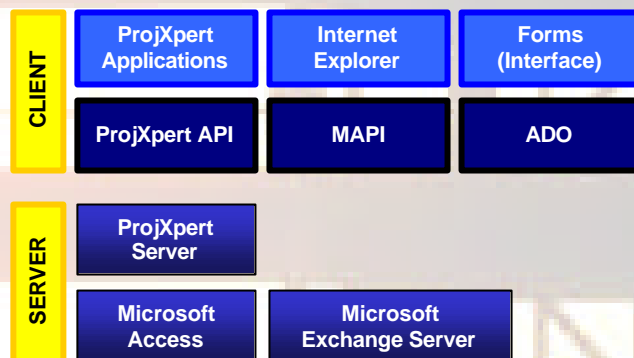 CLIENT
ProjXpert
Applications
Internet
Explorer
Forms
(Interface)
ProjXpert API
MAPI
ADO
SERVER
ProjXpert
Server
Microsoft
Access
Microsoft
Exchange Server